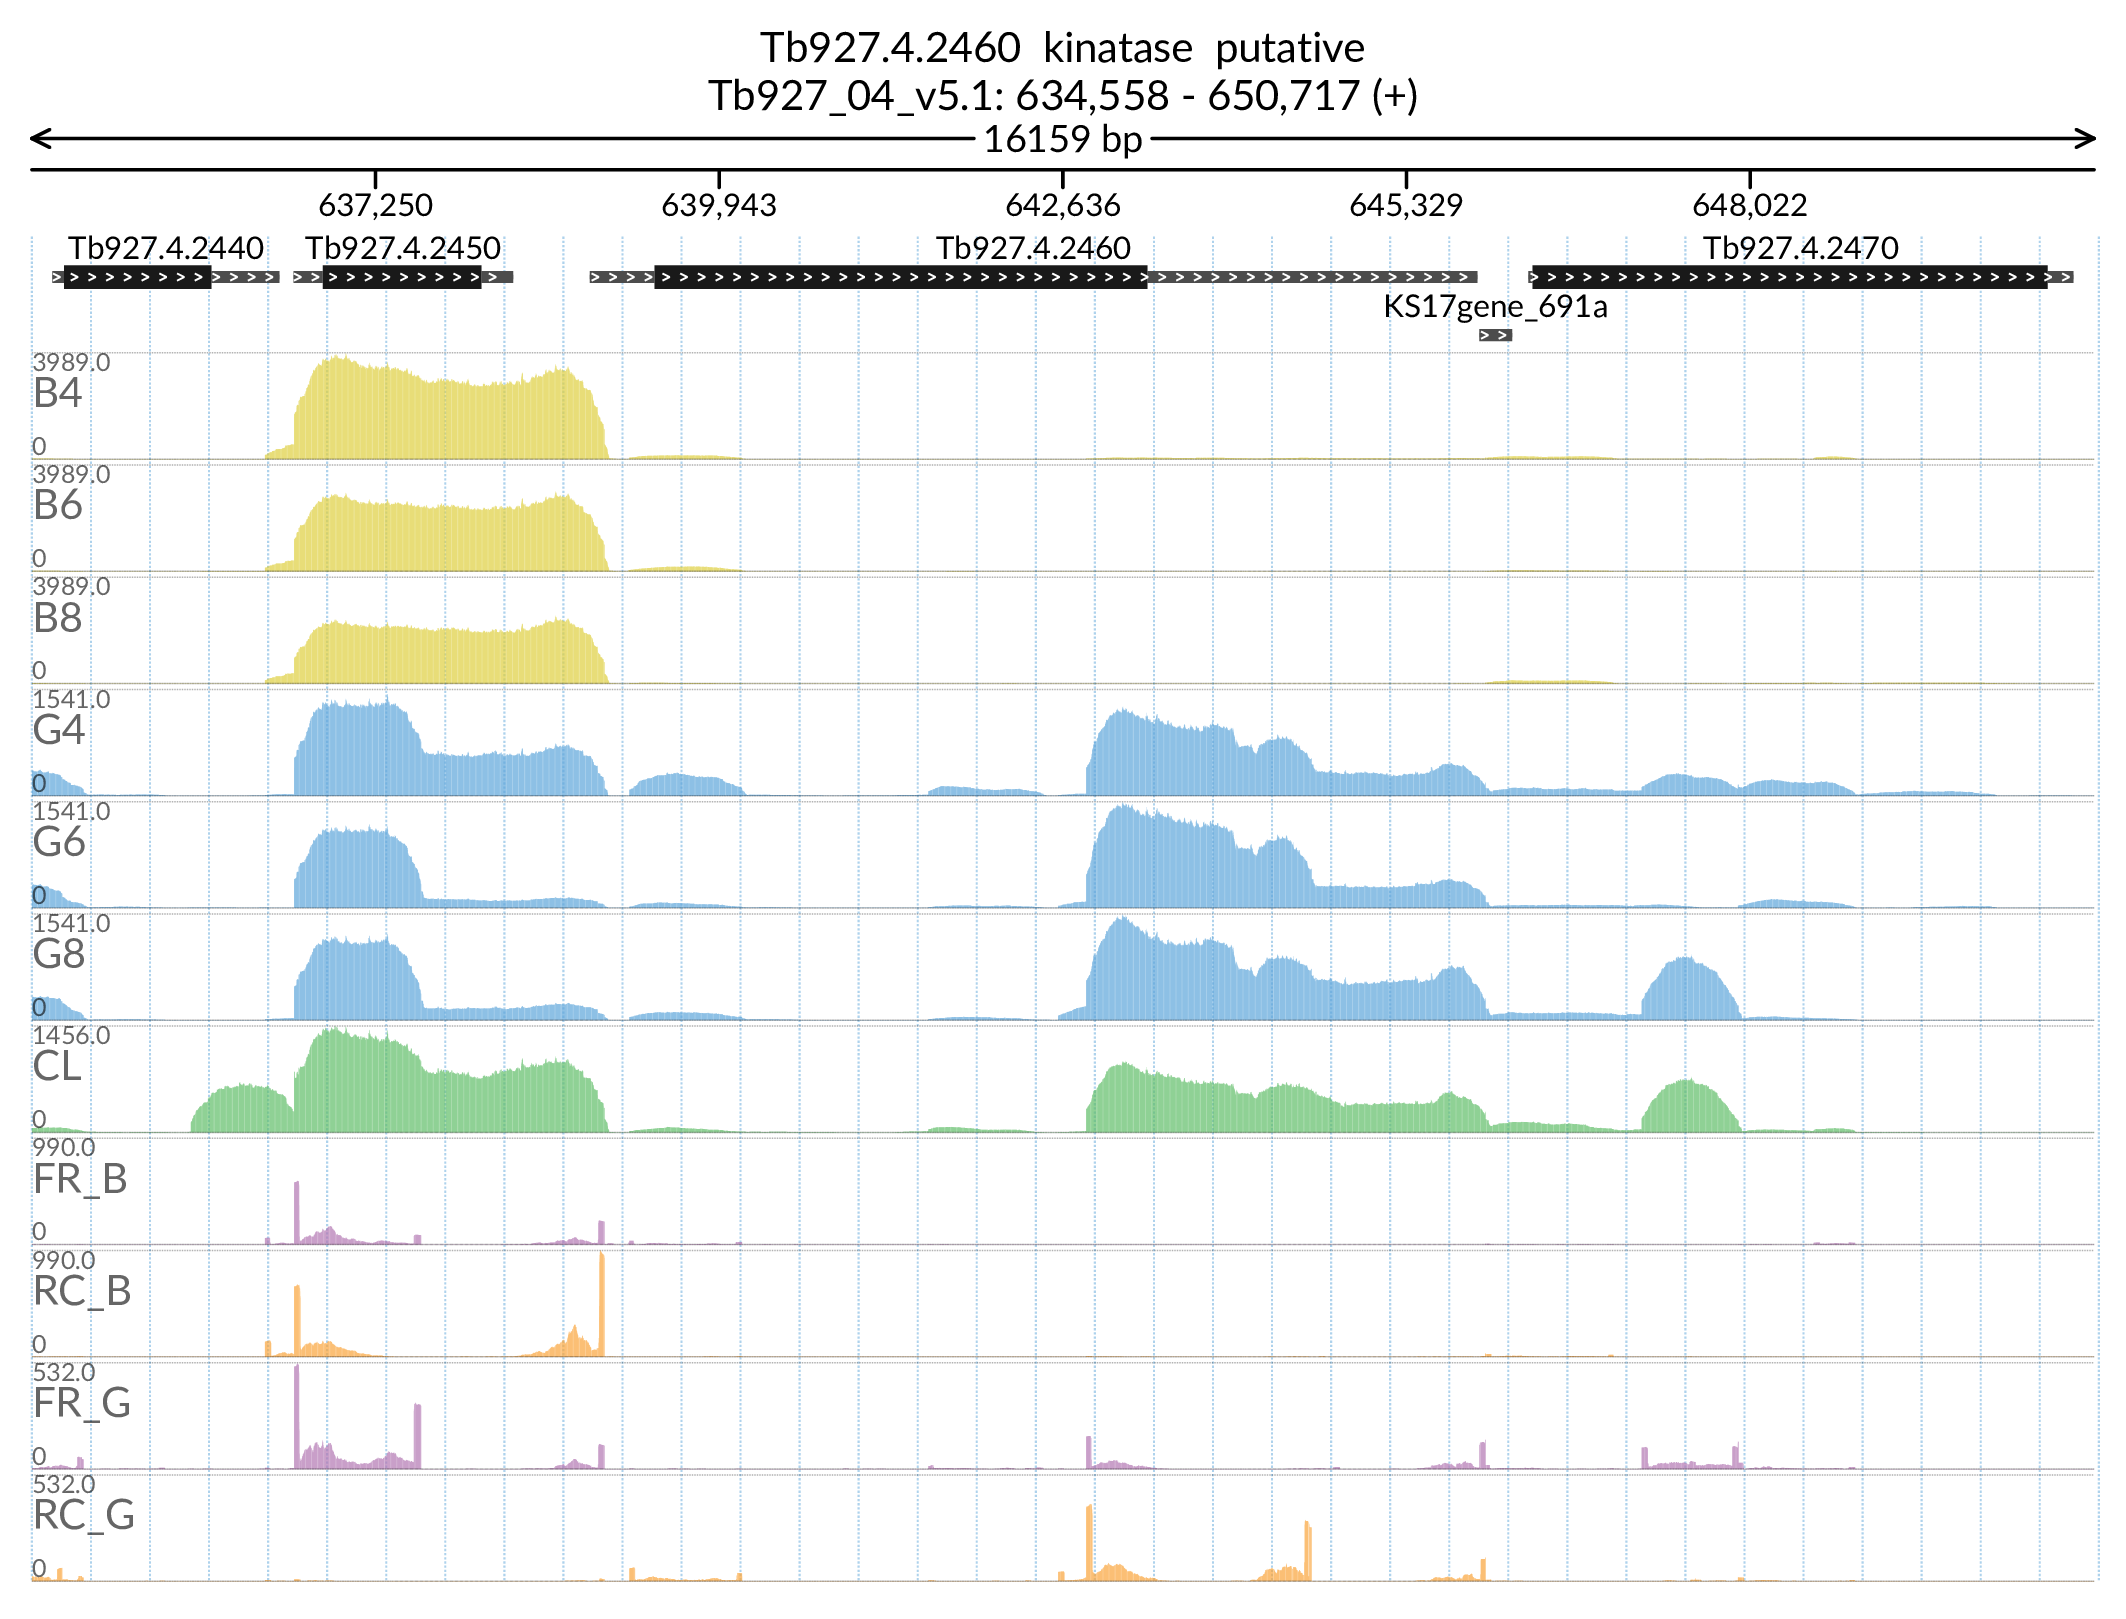 Tb927.4.2460 kinatase putative
Tb927_04_v5.1: 634,558 - 650,717 (+)
16159 bp
637,250 639,943 642,636 645,329 648,022
Tb927.4.2440 Tb927.4.2450 Tb927.4.2460 Tb927.4.2470
KS17gene_691a
3989.0
B4
0
3989.0
B6
0
3989.0
B8
0
1541.0
G4
0
1541.0
G6
0
1541.0
G8
0
1456.0
CL
0
990.0
FR_B
0
990.0
RC_B
0
532.0
FR_G
0
532.0
RC_G
0